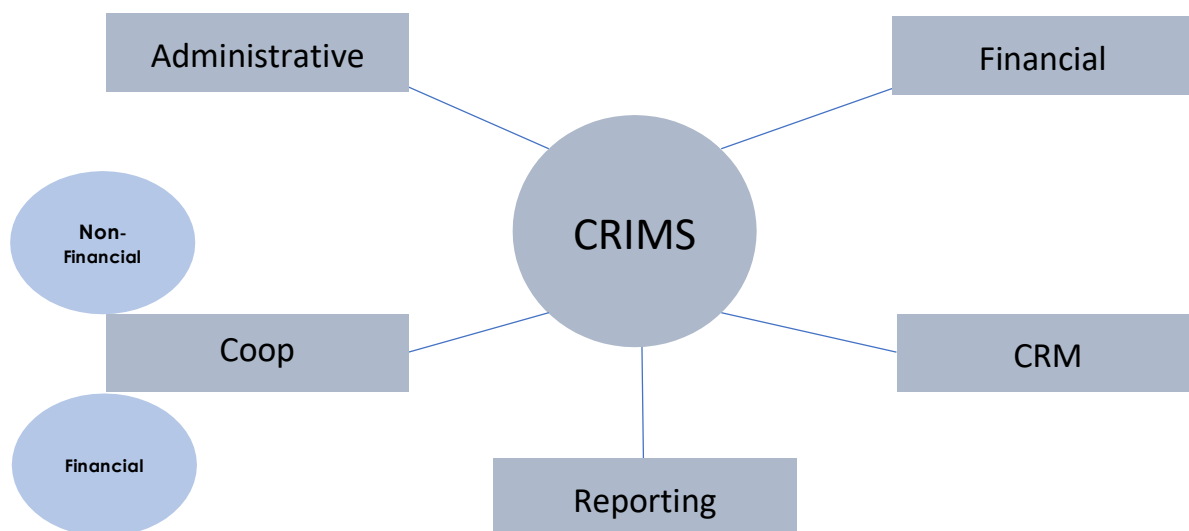 Administrative
Financial
CRIMS
Non-
Financial
Coop
CRM
Financial
Reporting